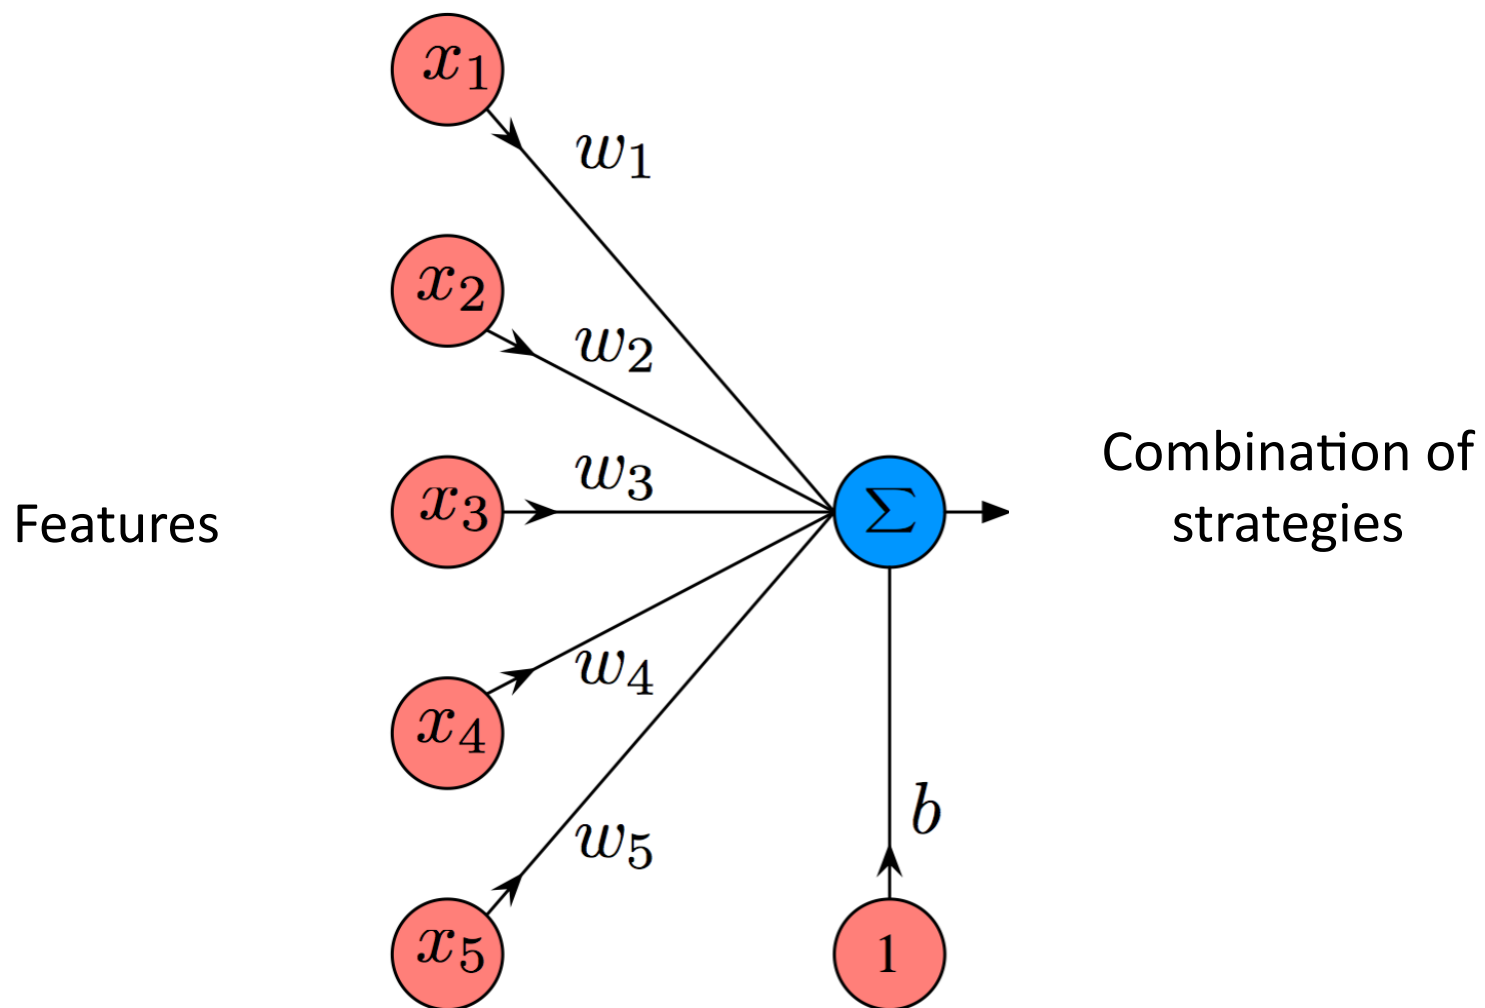 x₁
w₁
x₂
w₂
w₃
x₃
Features
Σ
Combination of
strategies
w₄
x₄
b
w₅
x₅
1